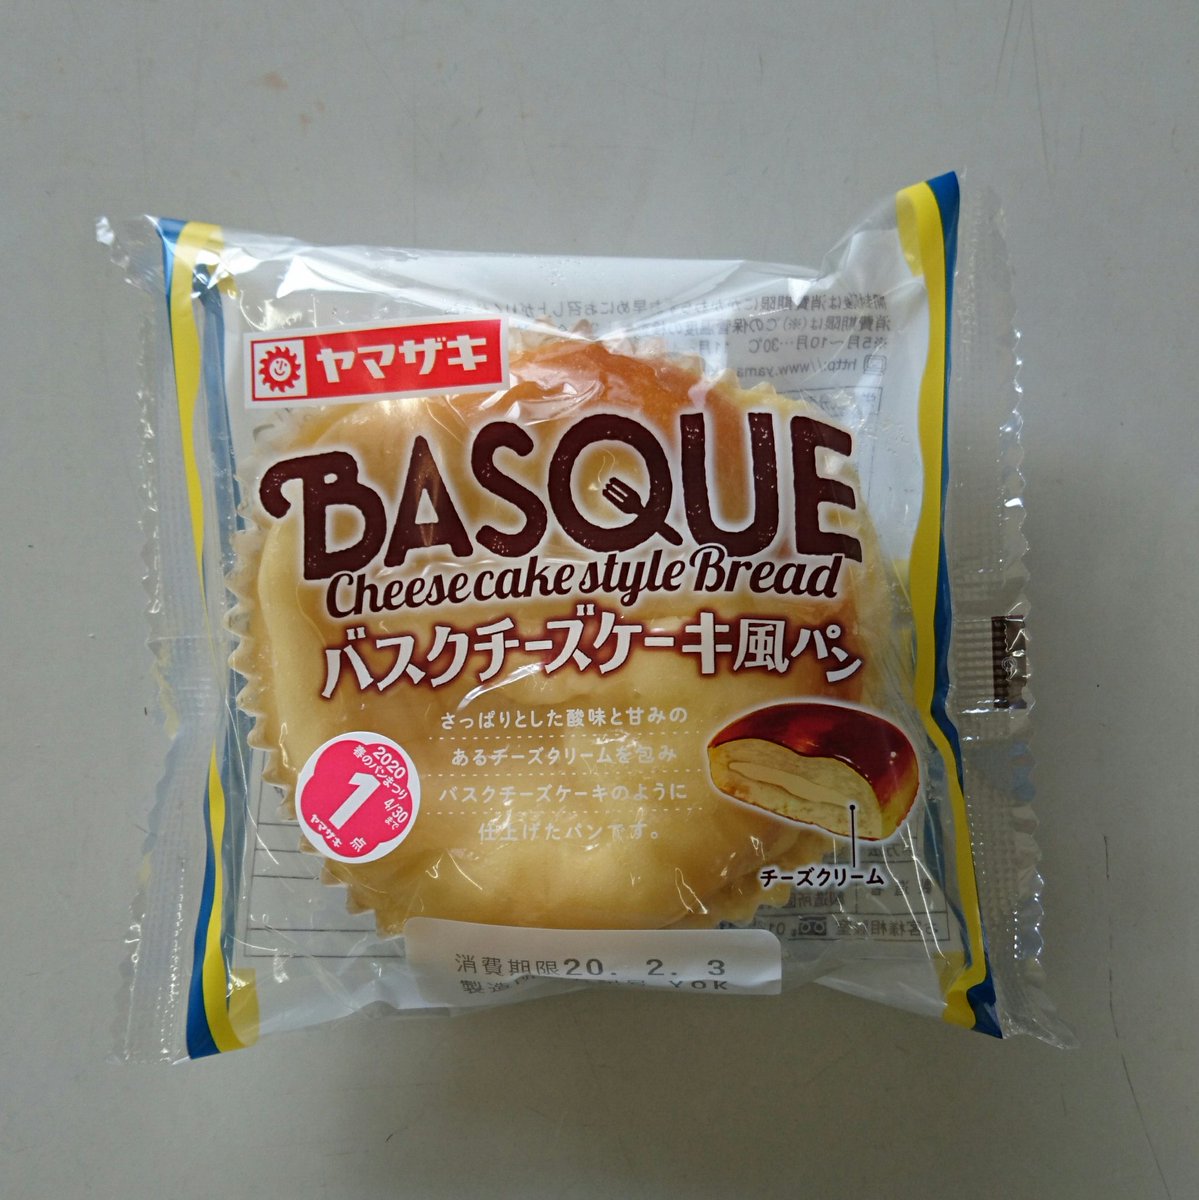 ヤマザキ
BASQUE
Cheese cake style Bread
バスクチーズケーキ風パン
さっぱりとした酸味と甘みの
あるチーズクリームを包み
バスクチーズケーキのように
仕上げたパンです。
チーズクリーム
2020
春のパンまつり
4/30まで
1点
ヤマザキ
消費期限20. 2. 3
YOK